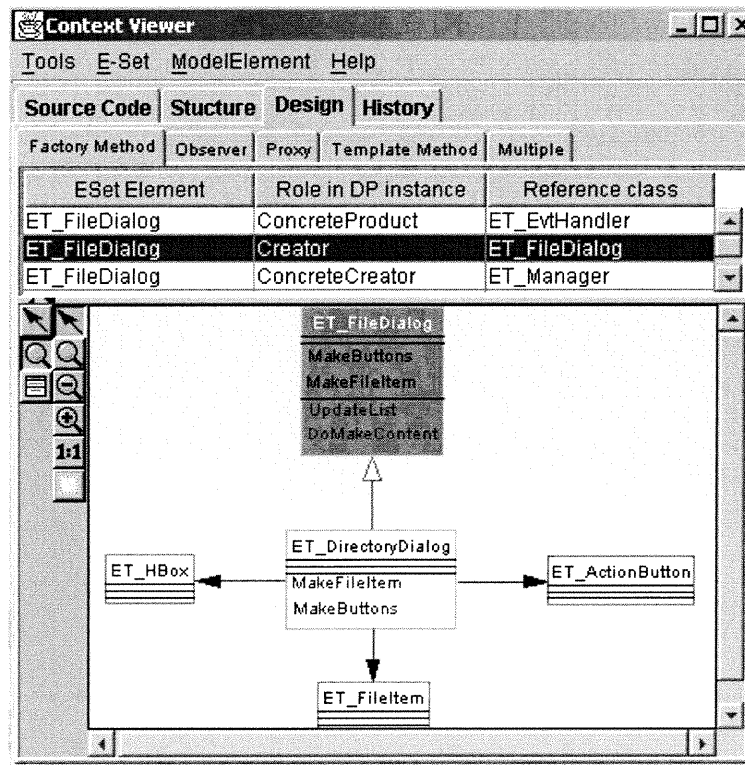 Context Viewer
Tools E-Set ModelElement Help
Source Code Stucture Design History
Factory Method Observer Proxy Template Method Multiple
ESet Element Role in DP instance Reference class
ET_FileDialog ConcreteProduct ET_EvtHandler
ET_FileDialog Creator ET_FileDialog
ET_FileDialog ConcreteCreator ET_Manager
ET_FileDialog
MakeButtons
MakeFileItem
UpdateList
DoMakeContent
1:1
ET_DirectoryDialog
ET_HBox
ET_ActionButton
MakeFileItem
MakeButtons
ET_FileItem